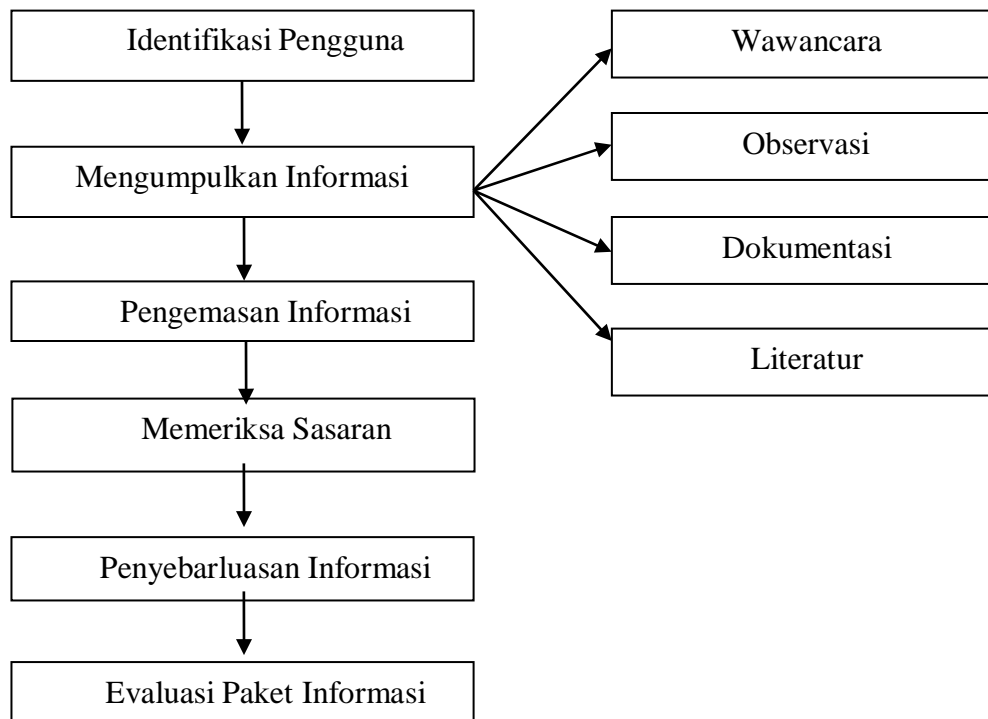 Identifikasi Pengguna
Mengumpulkan Informasi
Pengemasan Informasi
Memeriksa Sasaran
Penyebarluasan Informasi
Evaluasi Paket Informasi
Wawancara
Observasi
Dokumentasi
Literatur